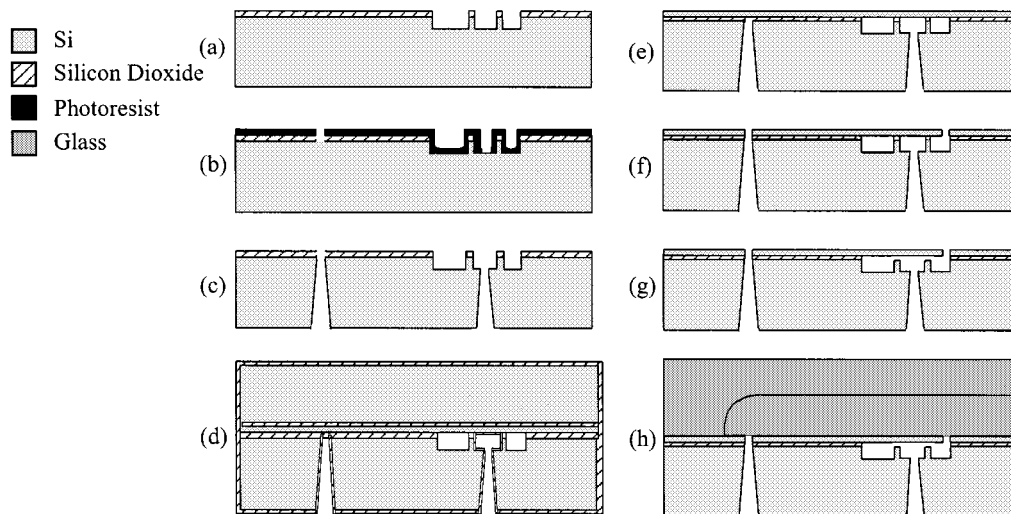 Si
Silicon Dioxide
Photoresist
Glass
(a)
(b)
(c)
(d)
(e)
(f)
(g)
(h)